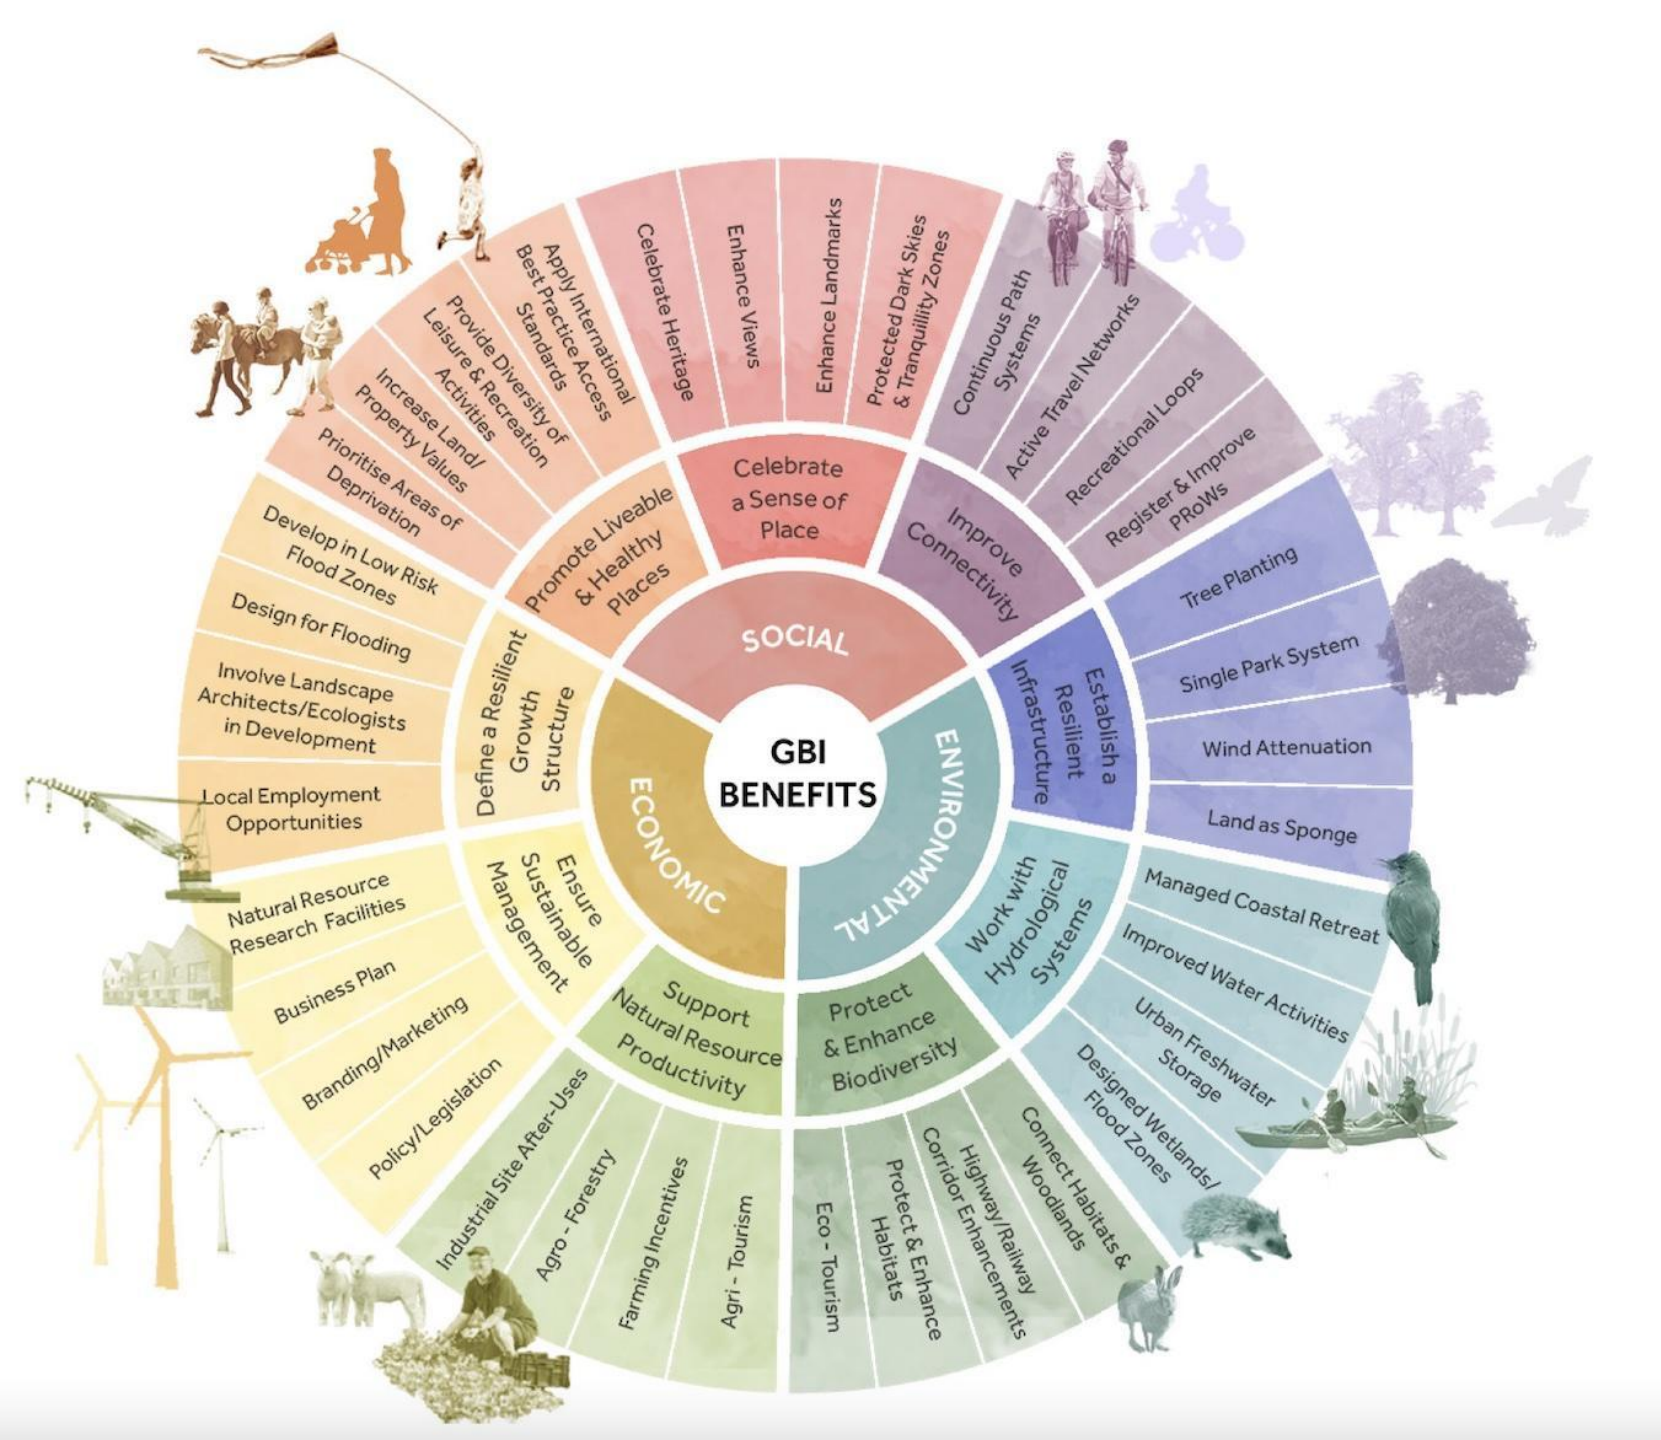 GBI
BENEFITS
SOCIAL
ENVIRONMENTAL
ECONOMIC
Celebrate
a Sense of
Place
Celebrate Heritage
Enhance Views
Enhance Landmarks
Protected Dark Skies
& Tranquillity Zones
Improve
Connectivity
Continuous Path
Systems
Active Travel Networks
Recreational Loops
Register & Improve
PRoWs
Establish a
Resilient
Infrastructure
Tree Planting
Single Park System
Wind Attenuation
Land as Sponge
Work with
Hydrological
Systems
Managed Coastal Retreat
Improved Water Activities
Urban Freshwater
Storage
Designed Wetlands/
Flood Zones
Protect
& Enhance
Biodiversity
Connect Habitats &
Woodlands
Highway/Railway
Corridor Enhancements
Protect & Enhance
Habitats
Eco - Tourism
Support
Natural Resource
Productivity
Agri - Tourism
Farming Incentives
Agro - Forestry
Industrial Site After-Uses
Ensure
Sustainable
Management
Policy/Legislation
Branding/Marketing
Business Plan
Natural Resource
Research Facilities
Define a Resilient
Growth
Structure
Local Employment
Opportunities
Involve Landscape
Architects/Ecologists
in Development
Design for Flooding
Develop in Low Risk
Flood Zones
Promote Liveable
& Healthy
Places
Prioritise Areas of
Deprivation
Increase Land/
Property Values
Provide Diversity of
Leisure & Recreation
Activities
Apply International
Best Practice Access
Standards